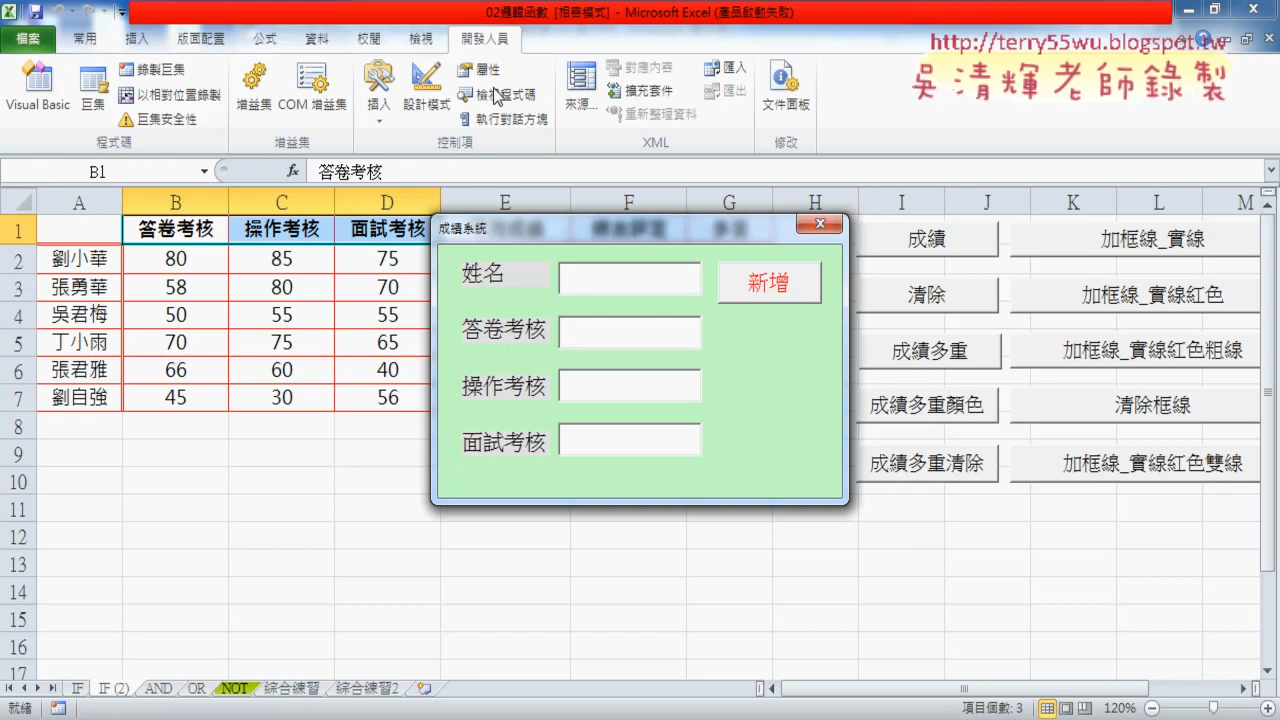 02邏輯函數 [相容模式] - Microsoft Excel (產品啟動失敗)
檔案 常用 插入 版面配置 公式 資料 校閱 檢視 開發人員
http://terry55wu.blogspot.tw
吳清輝老師錄製
Visual Basic 巨集 錄製巨集 以相對位置錄製 巨集安全性 增益集 COM 增益集 插入 設計模式 屬性 檢視程式碼 執行對話方塊 來源... 對應內容 擴充套件 重新整理資料 匯入 匯出 文件面板
程式碼 增益集 控制項 XML 修改
B1 fx 答卷考核
A B C D E F G H I J K L M
1 答卷考核 操作考核 面試考核
2 劉小華 80 85 75
3 張勇華 58 80 70
4 吳君梅 50 55 55
5 丁小雨 70 75 65
6 張君雅 66 60 40
7 劉自強 45 30 56
8
9
10
11
12
13
14
15
16
17
成績系統
姓名 新增
答卷考核
操作考核
面試考核
成績 加框線_實線
清除 加框線_實線紅色
成績多重 加框線_實線紅色粗線
成績多重顏色 清除框線
成績多重清除 加框線_實線紅色雙線
IF IF (2) AND OR NOT 綜合練習 綜合練習2
就緒 項目個數: 3 120%